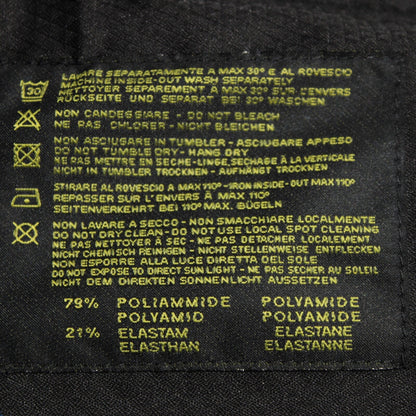 30
LAVARE SEPARATAMENTE A MAX 30° E AL ROVESCIO
MACHINE INSIDE-OUT WASH SEPARATELY
NETTOYER SEPAREMENT A MAX 30° SUR L'ENVERS
RÜCKSEITE UND SEPARAT BEI 30° WASCHEN
NON CANDEGGIARE - DO NOT BLEACH
NE PAS CHLORER - NICHT BLEICHEN
NON ASCIUGARE IN TUMBLER - ASCIUGARE APPESO
DO NOT TUMBLE DRY - HANG DRY
NE PAS METTRE EN SECHE-LINGE, SECHAGE A LA VERTICALE
NICHT IN TUMBLER TROCKNEN - AUFHÄNGT TROCKNEN
STIRARE AL ROVESCIO A MAX 110° - IRON INSIDE-OUT MAX 110°
REPASSER SUR L'ENVERS À MAX 110°
SEITENVERKEHRT BEI MAX. 110° BÜGELN
NON LAVARE A SECCO - NON SMACCHIARE LOCALMENTE
DO NOT DRY CLEAN - DO NOT USE LOCAL SPOT CLEANING
NE PAS NETTOYER À SEC - NE PAS DETACHER LOCALEMENT
NICHT CHEMISCH REINIGEN - NICHT STELLENWEISE ENTFLECKEN
NON ESPORRE ALLA LUCE DIRETTA DEL SOLE
DO NOT EXPOSE TO DIRECT SUN LIGHT - NE PAS SECHER AU SOLEIL
NICHT DEM DIREKTEN SONNENLICHT AUSSETZEN
79% POLIAMMIDE POLYAMIDE
POLYAMID POLYAMIDE
21% ELASTAM ELASTANE
ELASTHAN ELASTHANNE